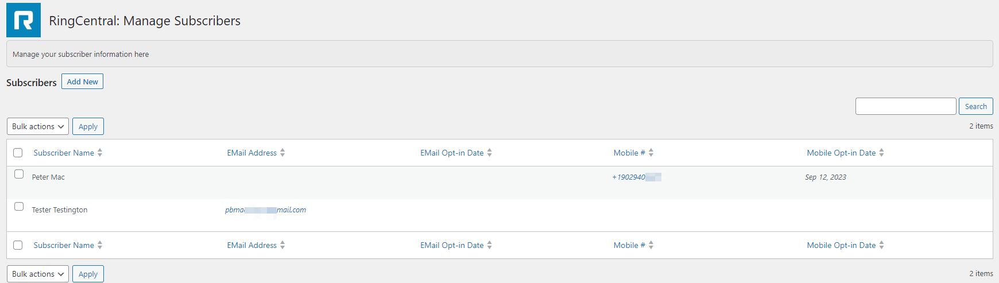 RingCentral: Manage Subscribers
Manage your subscriber information here
Subscribers Add New
Search
Bulk actions Apply 2 items
Subscriber Name EMail Address EMail Opt-in Date Mobile # Mobile Opt-in Date
Peter Mac +1902940 Sep 12, 2023
Tester Testington pbma mail.com
Subscriber Name EMail Address EMail Opt-in Date Mobile # Mobile Opt-in Date
Bulk actions Apply 2 items